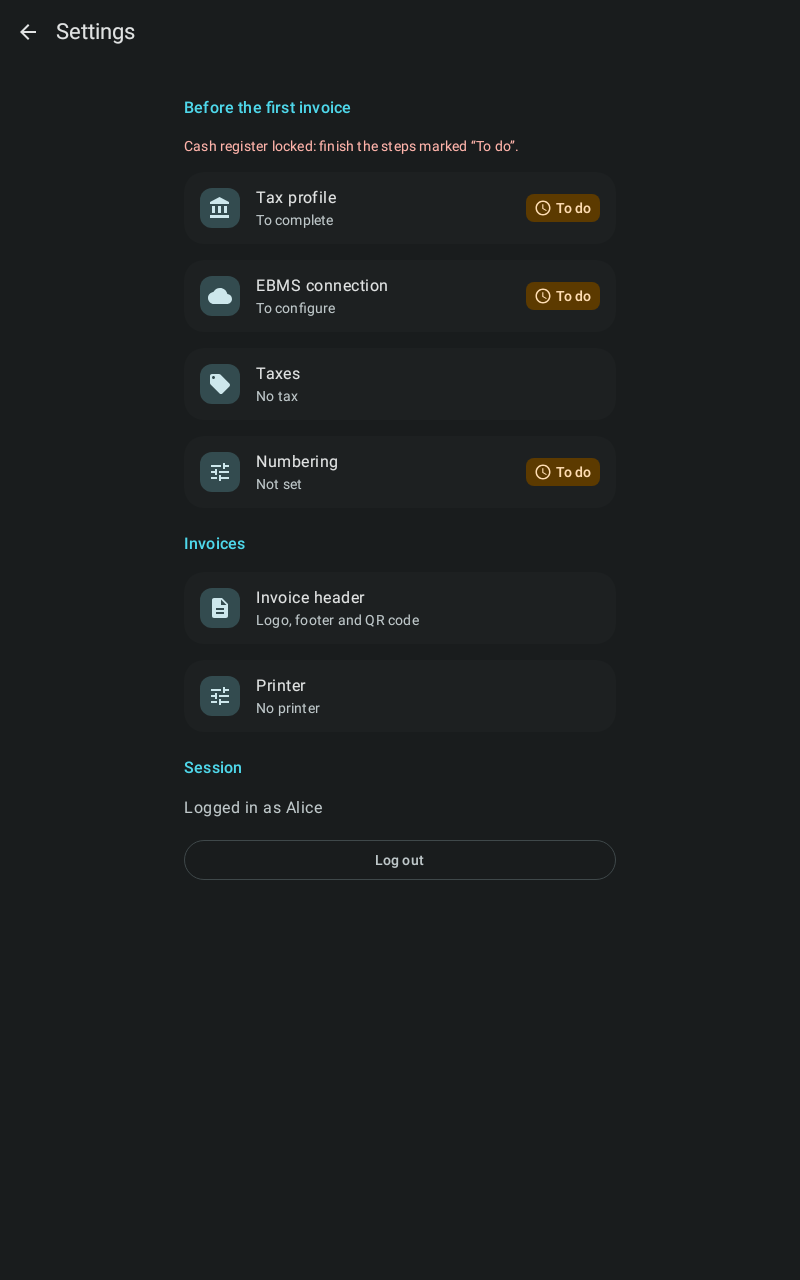 Settings
Before the first invoice
Cash register locked: finish the steps marked “To do”.
Tax profile
To complete
To do
EBMS connection
To configure
To do
Taxes
No tax
Numbering
Not set
To do
Invoices
Invoice header
Logo, footer and QR code
Printer
No printer
Session
Logged in as Alice
Log out